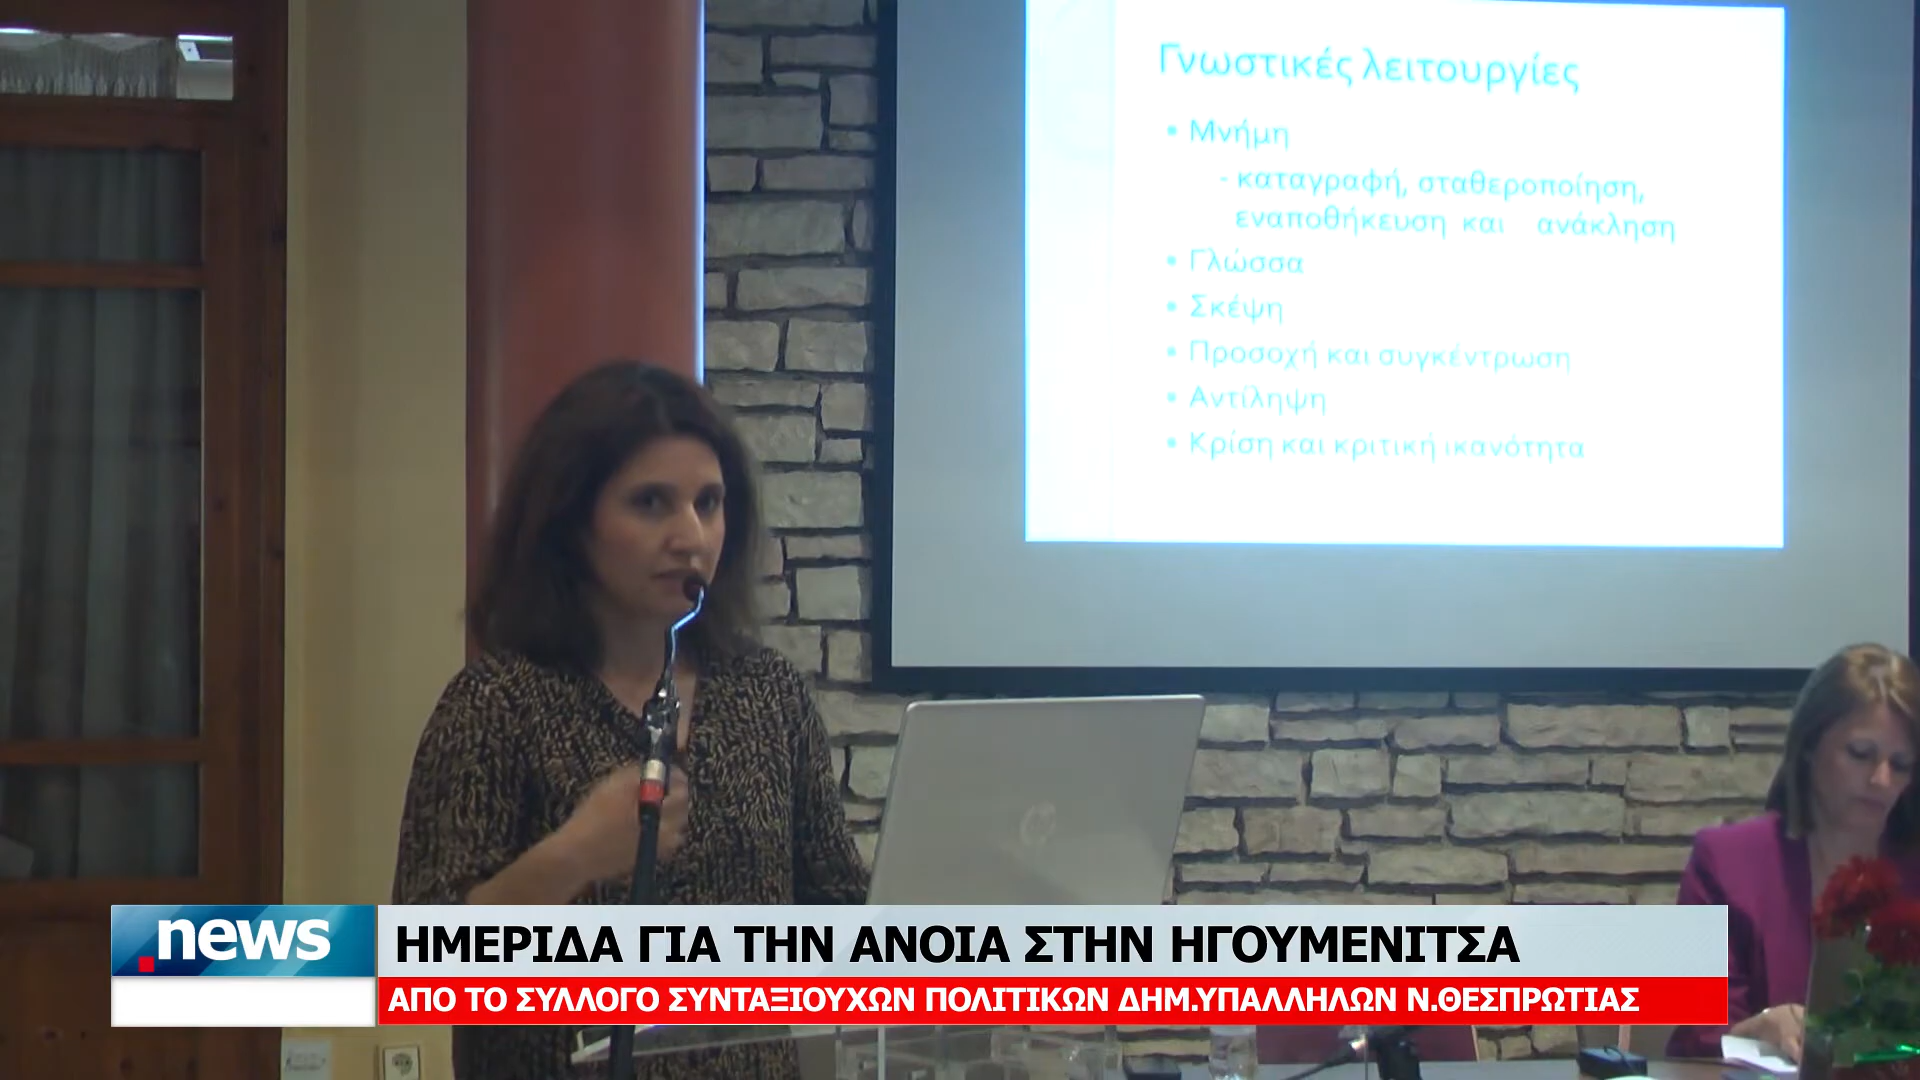 Γνωστικές λειτουργίες
• Μνήμη
- καταγραφή, σταθεροποίηση,
εναποθήκευση και ανάκληση
• Γλώσσα
• Σκέψη
• Προσοχή και συγκέντρωση
• Αντίληψη
• Κρίση και κριτική ικανότητα
hp
.news
ΗΜΕΡΙΔΑ ΓΙΑ ΤΗΝ ΑΝΟΙΑ ΣΤΗΝ ΗΓΟΥΜΕΝΙΤΣΑ
ΑΠΟ ΤΟ ΣΥΛΛΟΓΟ ΣΥΝΤΑΞΙΟΥΧΩΝ ΠΟΛΙΤΙΚΩΝ ΔΗΜ.ΥΠΑΛΛΗΛΩΝ Ν.ΘΕΣΠΡΩΤΙΑΣ